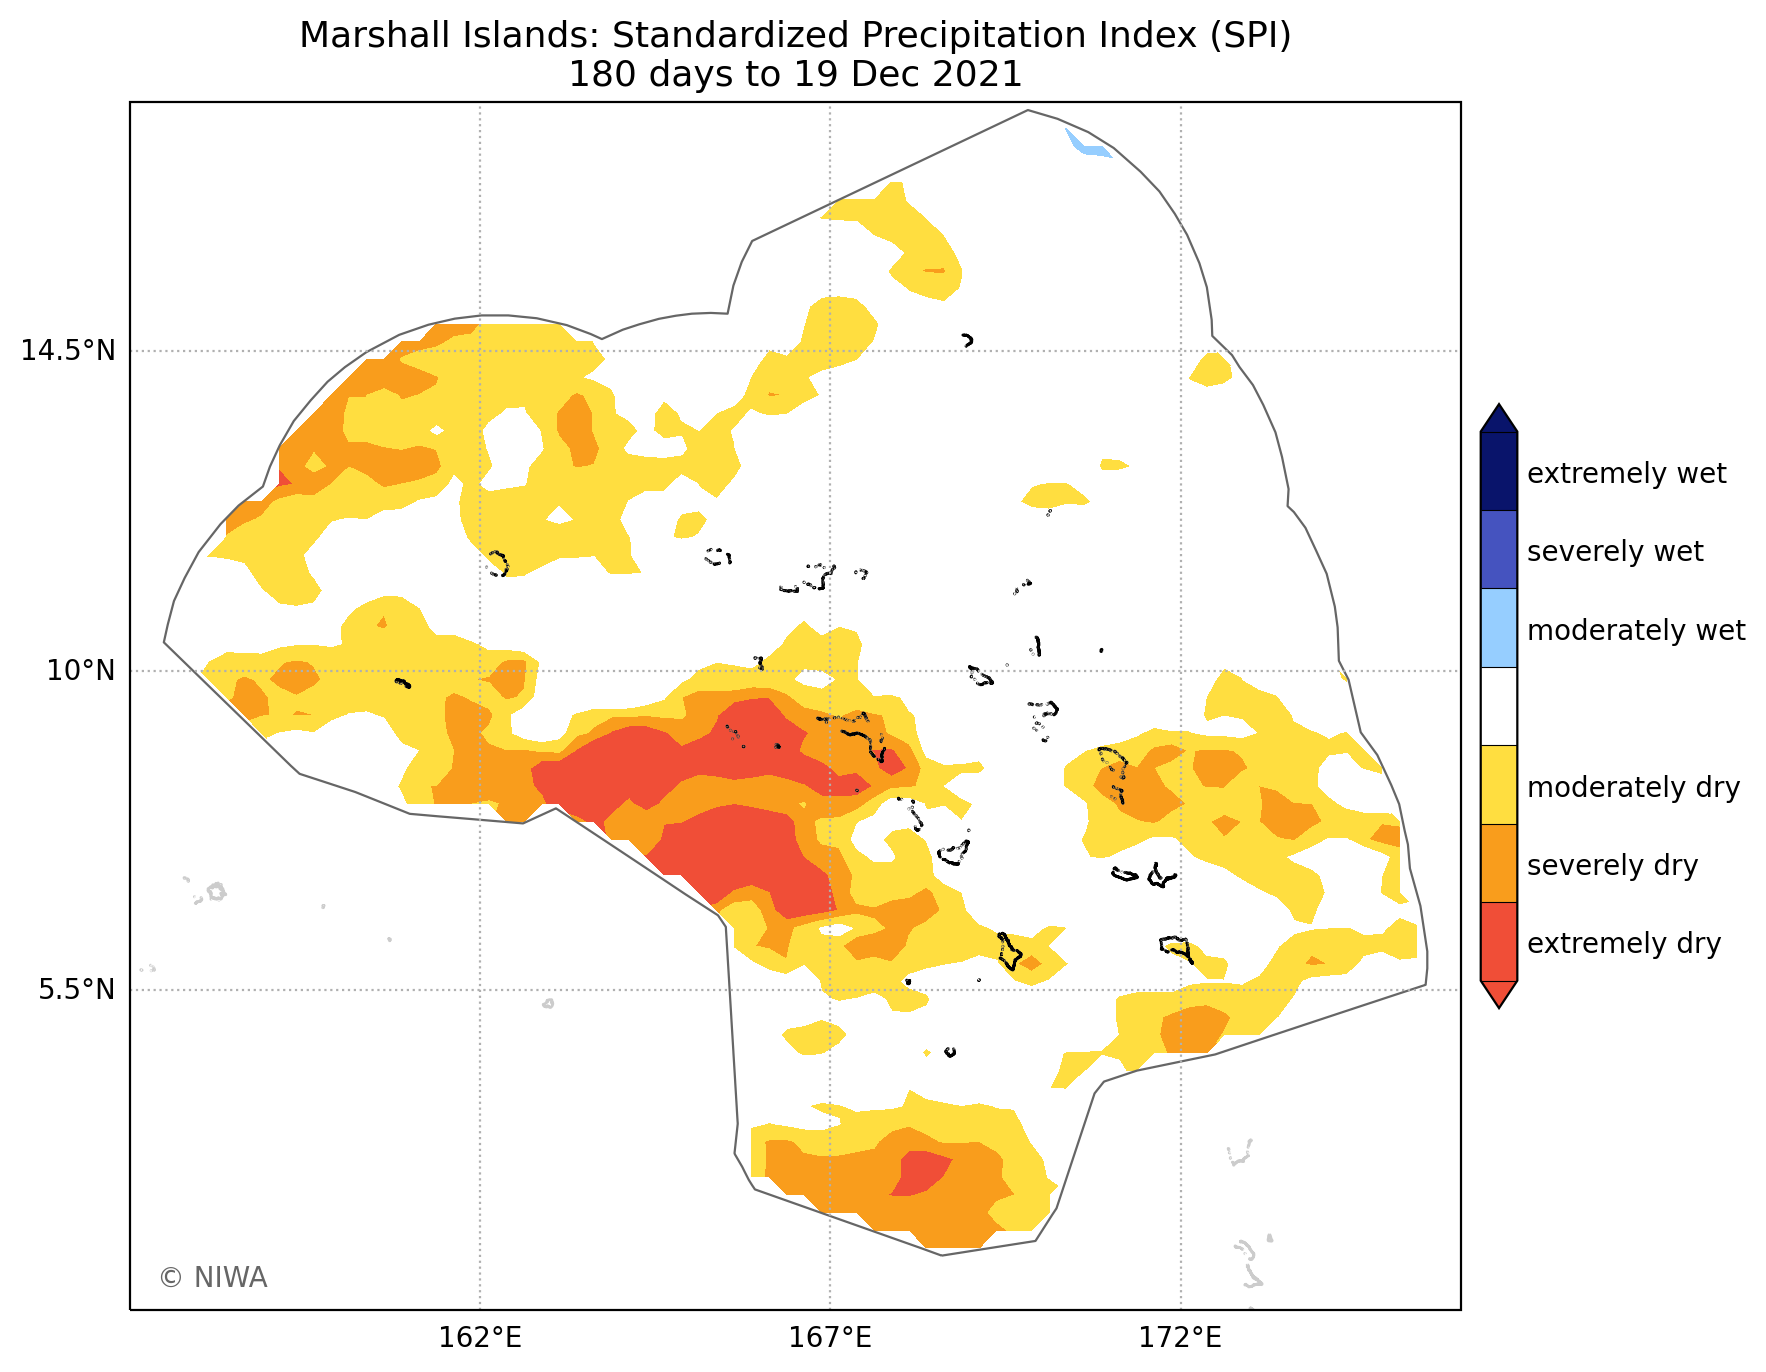 Marshall Islands: Standardized Precipitation Index (SPI)
180 days to 19 Dec 2021
14.5°N
10°N
5.5°N
162°E
167°E
172°E
extremely wet
severely wet
moderately wet
moderately dry
severely dry
extremely dry
© NIWA